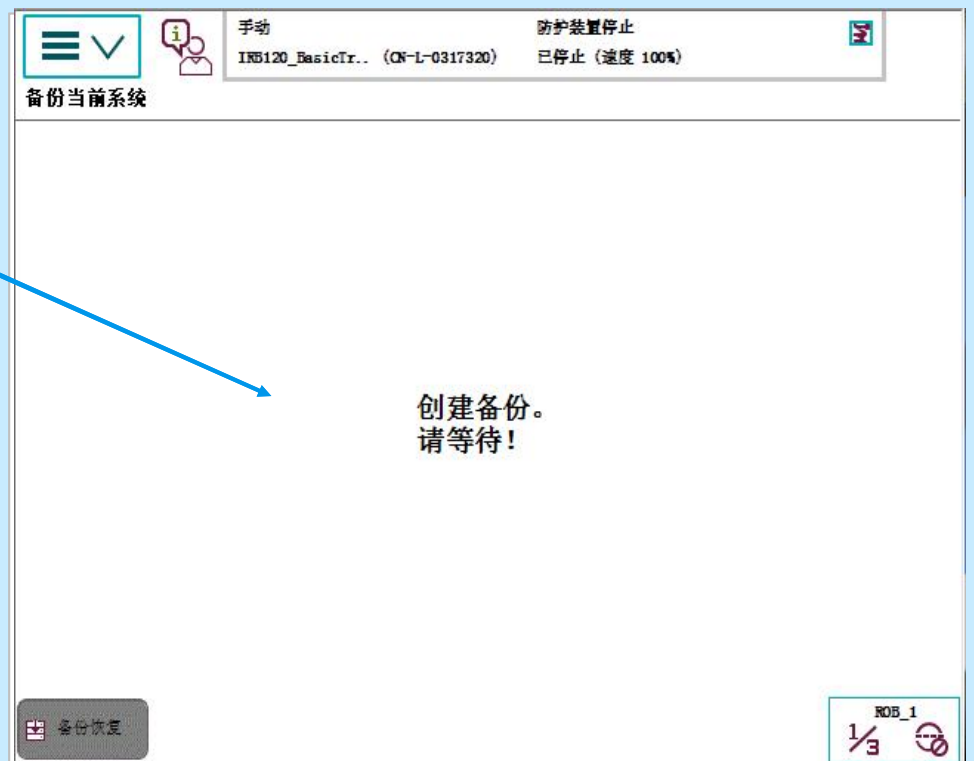 手动
防护装置停止
IRB120_BasicTr.. (CN-L-0317320)
已停止 (速度 100%)
备份当前系统
创建备份。
请等待!
备份恢复
ROB_1
1/3